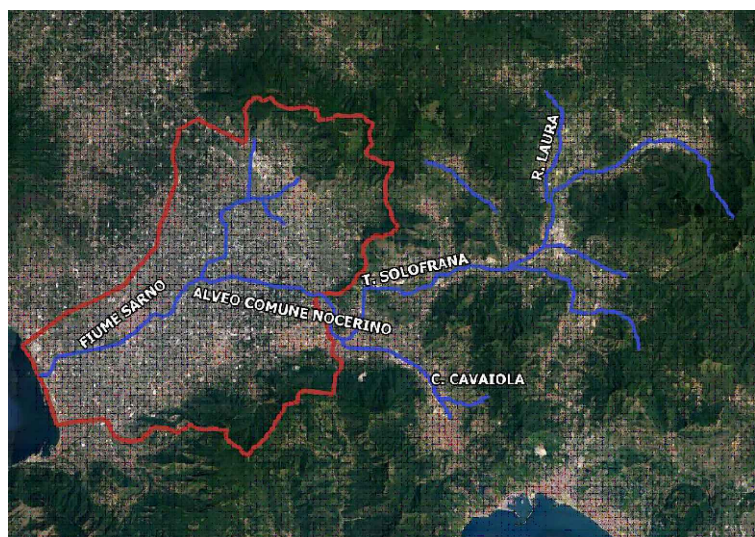 R. LAURA
T. SOLOFRANA
FIUME SARNO
ALVEO COMUNE NOCERINO
C. CAVAIOLA